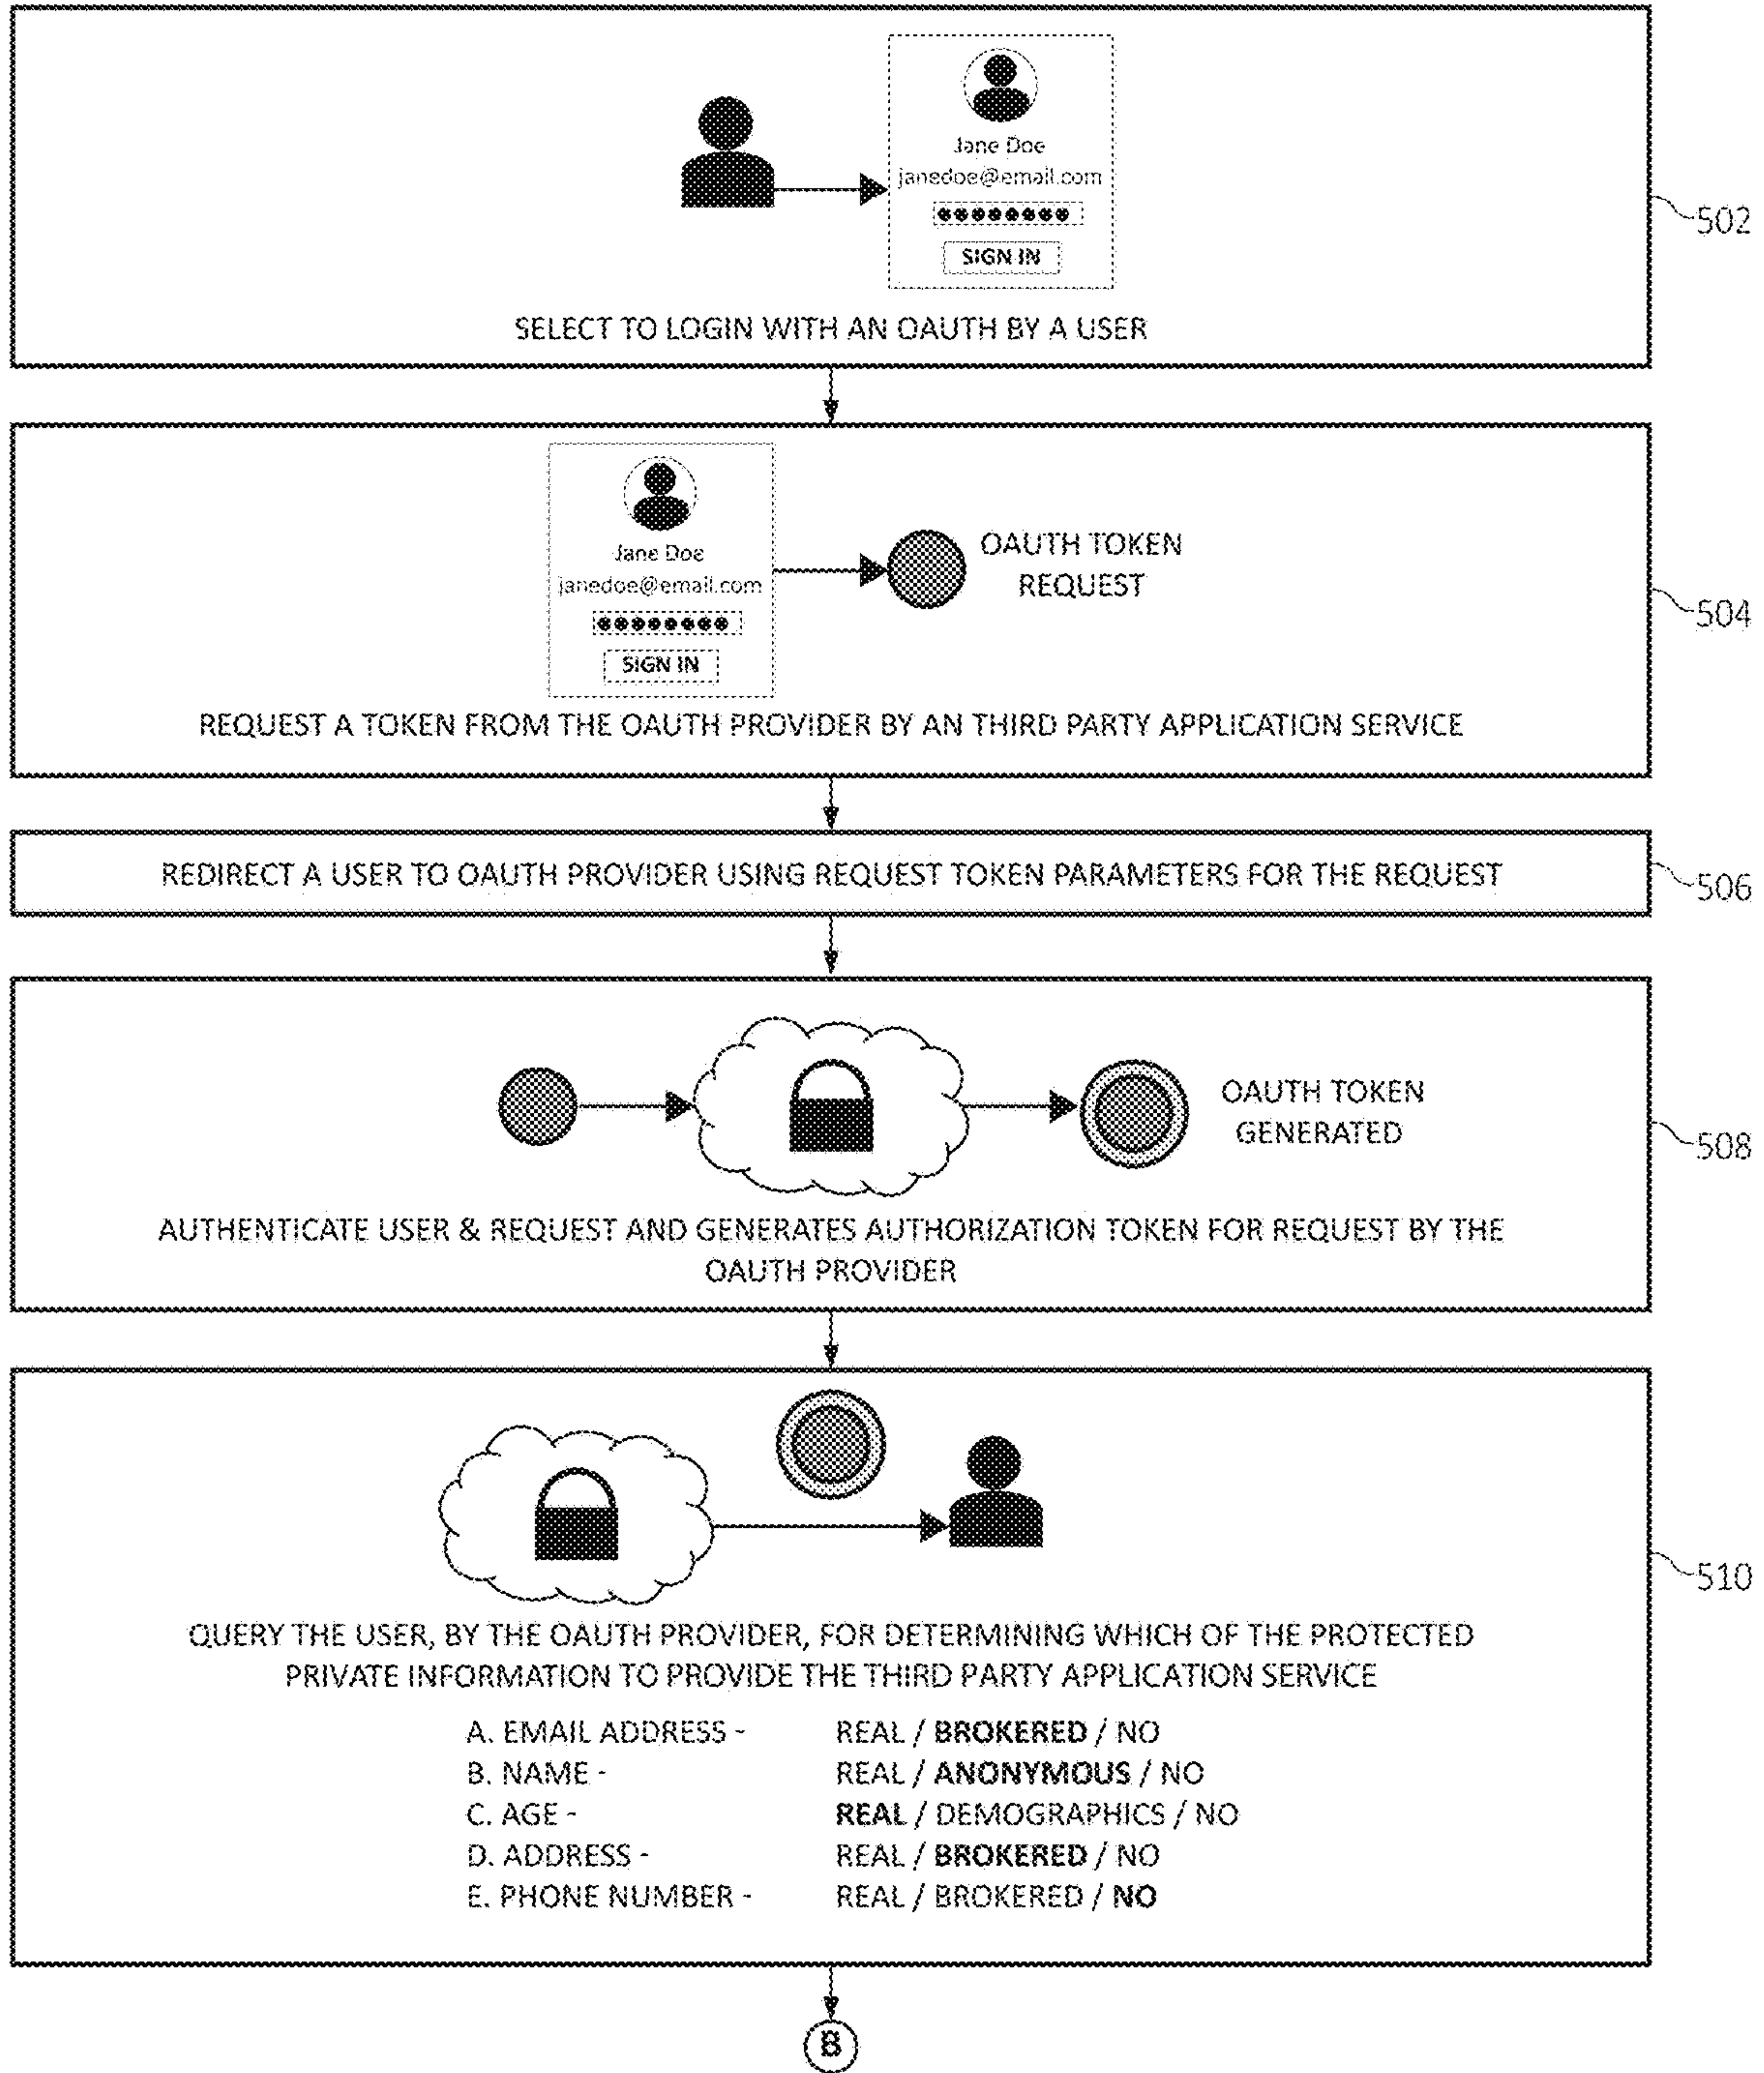 Jane Doe
janedoe@email.com
●●●●●●●●
SIGN IN
SELECT TO LOGIN WITH AN OAUTH BY A USER
502
Jane Doe
janedoe@email.com
●●●●●●●●
SIGN IN
OAUTH TOKEN
REQUEST
REQUEST A TOKEN FROM THE OAUTH PROVIDER BY AN THIRD PARTY APPLICATION SERVICE
504
REDIRECT A USER TO OAUTH PROVIDER USING REQUEST TOKEN PARAMETERS FOR THE REQUEST
506
OAUTH TOKEN
GENERATED
AUTHENTICATE USER & REQUEST AND GENERATES AUTHORIZATION TOKEN FOR REQUEST BY THE
OAUTH PROVIDER
508
QUERY THE USER, BY THE OAUTH PROVIDER, FOR DETERMINING WHICH OF THE PROTECTED
PRIVATE INFORMATION TO PROVIDE THE THIRD PARTY APPLICATION SERVICE
A. EMAIL ADDRESS - REAL / BROKERED / NO
B. NAME - REAL / ANONYMOUS / NO
C. AGE - REAL / DEMOGRAPHICS / NO
D. ADDRESS - REAL / BROKERED / NO
E. PHONE NUMBER - REAL / BROKERED / NO
510
B